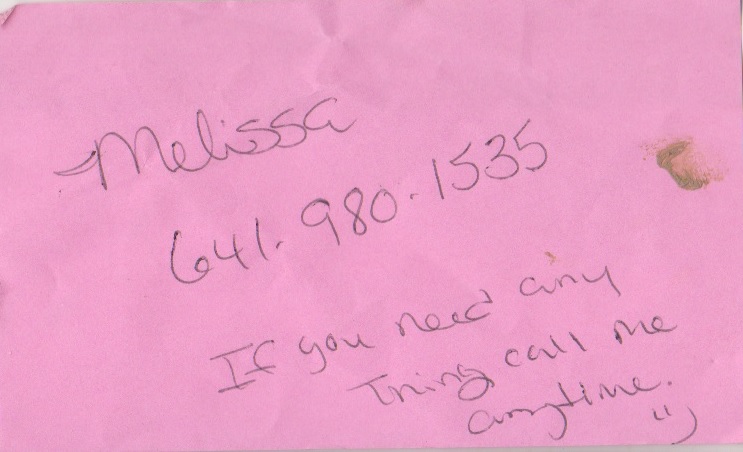 Melissa
641.980.1535
If you need any
thing call me
anytime.
:)